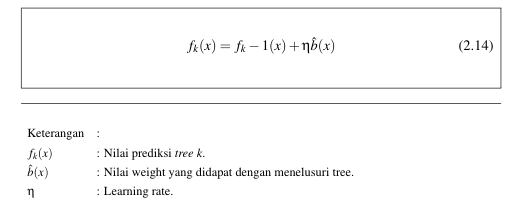 fₖ(x) = fₖ − 1(x) + ηb̂(x) (2.14)
Keterangan :
fₖ(x) : Nilai prediksi tree k.
b̂(x) : Nilai weight yang didapat dengan menelusuri tree.
η : Learning rate.